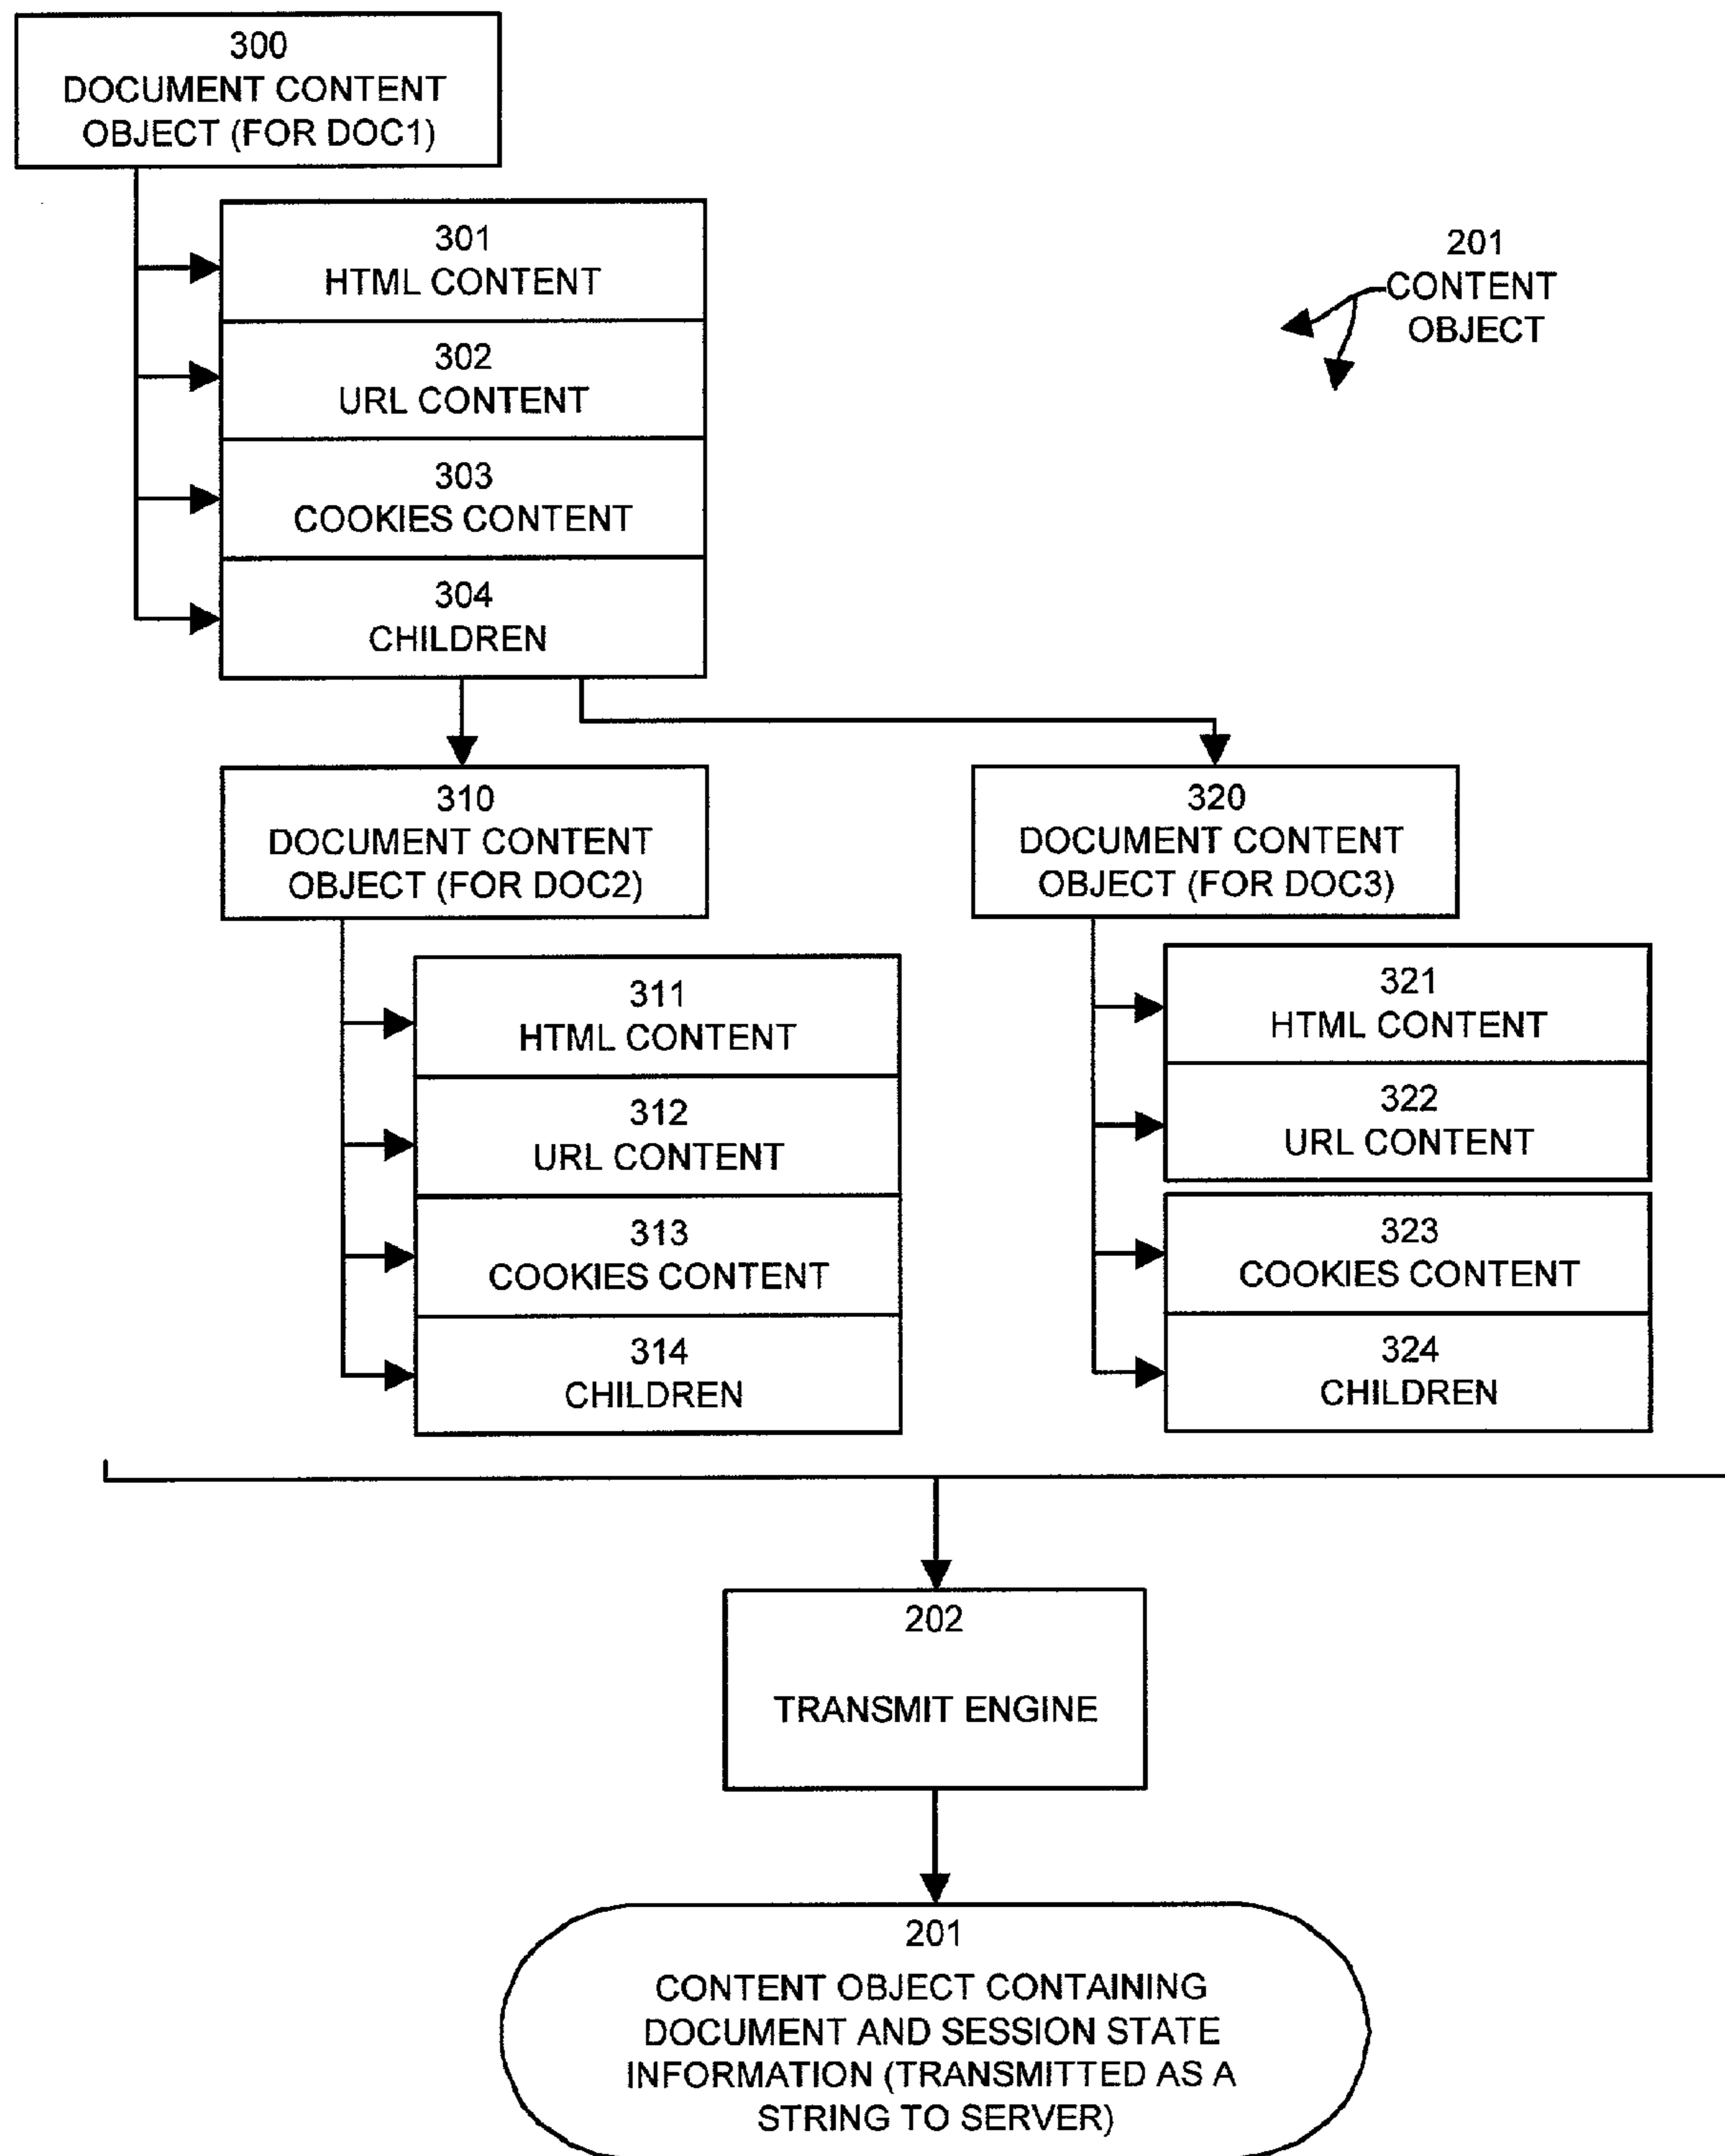 300
DOCUMENT CONTENT
OBJECT (FOR DOC1)
301
HTML CONTENT
302
URL CONTENT
303
COOKIES CONTENT
304
CHILDREN
201
CONTENT
OBJECT
310
DOCUMENT CONTENT
OBJECT (FOR DOC2)
311
HTML CONTENT
312
URL CONTENT
313
COOKIES CONTENT
314
CHILDREN
320
DOCUMENT CONTENT
OBJECT (FOR DOC3)
321
HTML CONTENT
322
URL CONTENT
323
COOKIES CONTENT
324
CHILDREN
202
TRANSMIT ENGINE
201
CONTENT OBJECT CONTAINING
DOCUMENT AND SESSION STATE
INFORMATION (TRANSMITTED AS A
STRING TO SERVER)